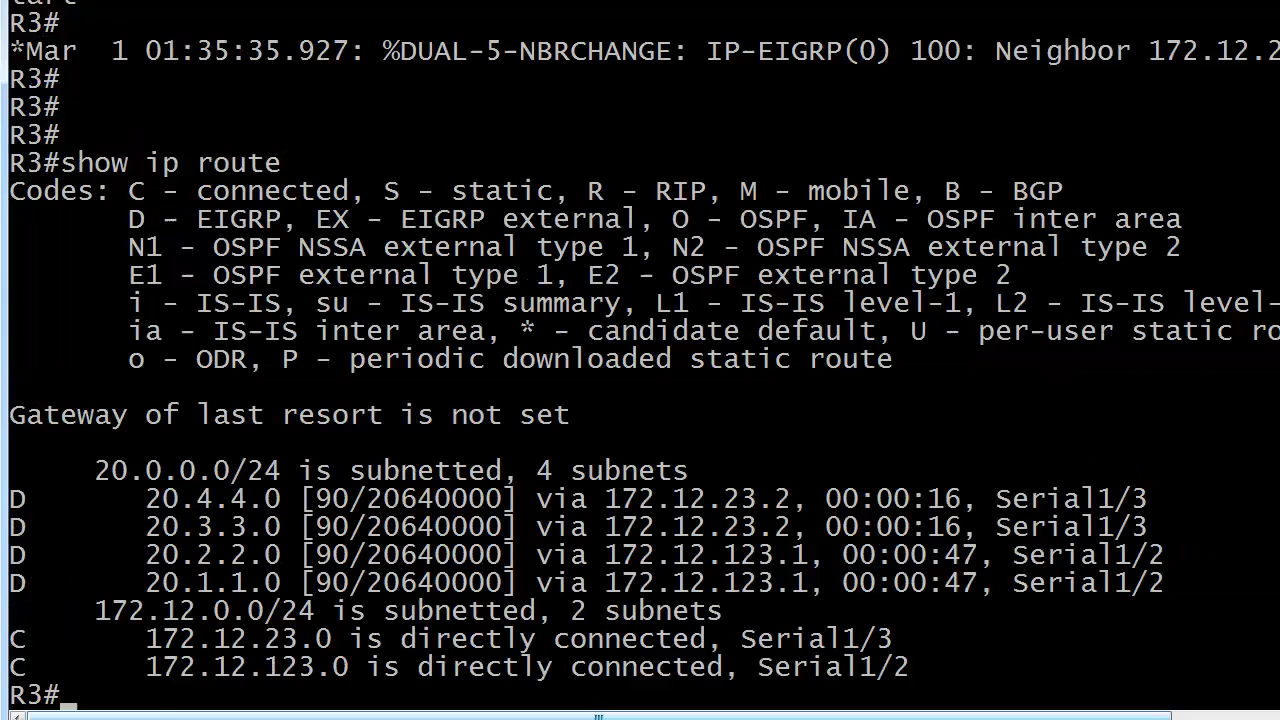 R3#
*Mar  1 01:35:35.927: %DUAL-5-NBRCHANGE: IP-EIGRP(0) 100: Neighbor 172.12.2
R3#
R3#
R3#
R3#show ip route
Codes: C - connected, S - static, R - RIP, M - mobile, B - BGP
       D - EIGRP, EX - EIGRP external, O - OSPF, IA - OSPF inter area
       N1 - OSPF NSSA external type 1, N2 - OSPF NSSA external type 2
       E1 - OSPF external type 1, E2 - OSPF external type 2
       i - IS-IS, su - IS-IS summary, L1 - IS-IS level-1, L2 - IS-IS level-
       ia - IS-IS inter area, * - candidate default, U - per-user static ro
       o - ODR, P - periodic downloaded static route
Gateway of last resort is not set
     20.0.0.0/24 is subnetted, 4 subnets
D       20.4.4.0 [90/20640000] via 172.12.23.2, 00:00:16, Serial1/3
D       20.3.3.0 [90/20640000] via 172.12.23.2, 00:00:16, Serial1/3
D       20.2.2.0 [90/20640000] via 172.12.123.1, 00:00:47, Serial1/2
D       20.1.1.0 [90/20640000] via 172.12.123.1, 00:00:47, Serial1/2
     172.12.0.0/24 is subnetted, 2 subnets
C       172.12.23.0 is directly connected, Serial1/3
C       172.12.123.0 is directly connected, Serial1/2
R3#